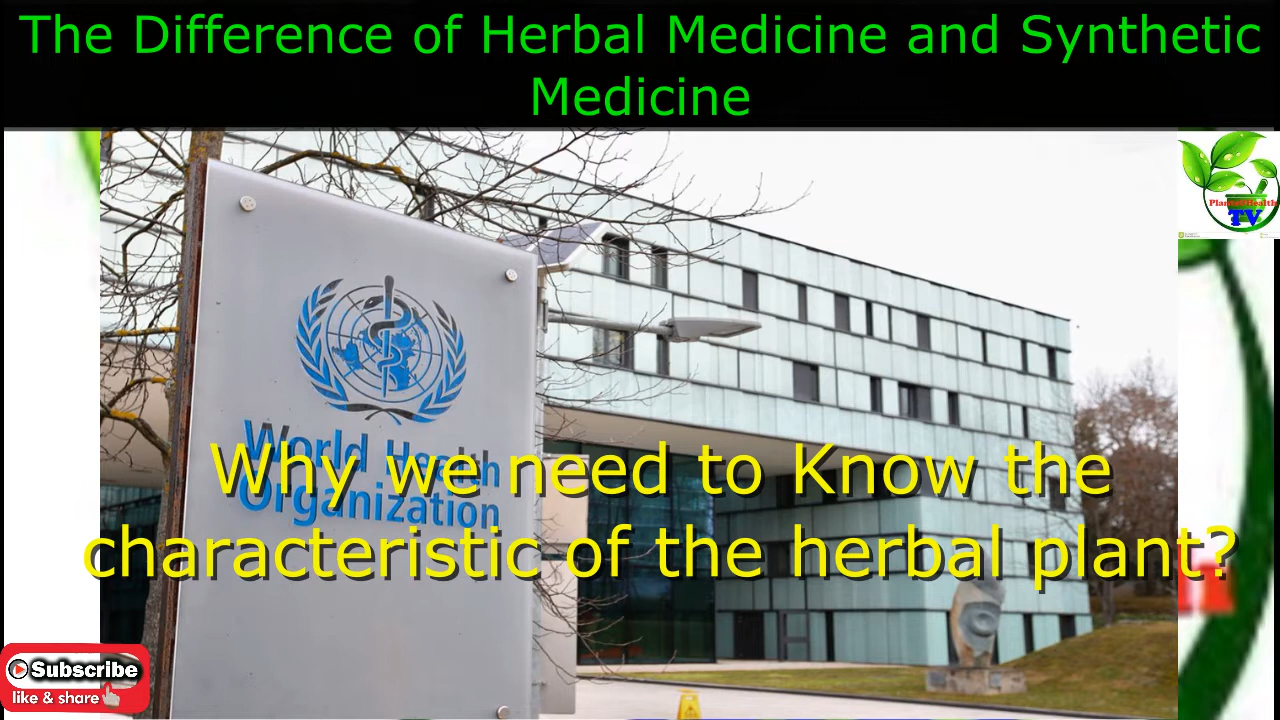 The Difference of Herbal Medicine and Synthetic
Medicine
TV
World Health
Organization
Why we need to Know the
characteristic of the herbal plant?
Subscribe
like & share